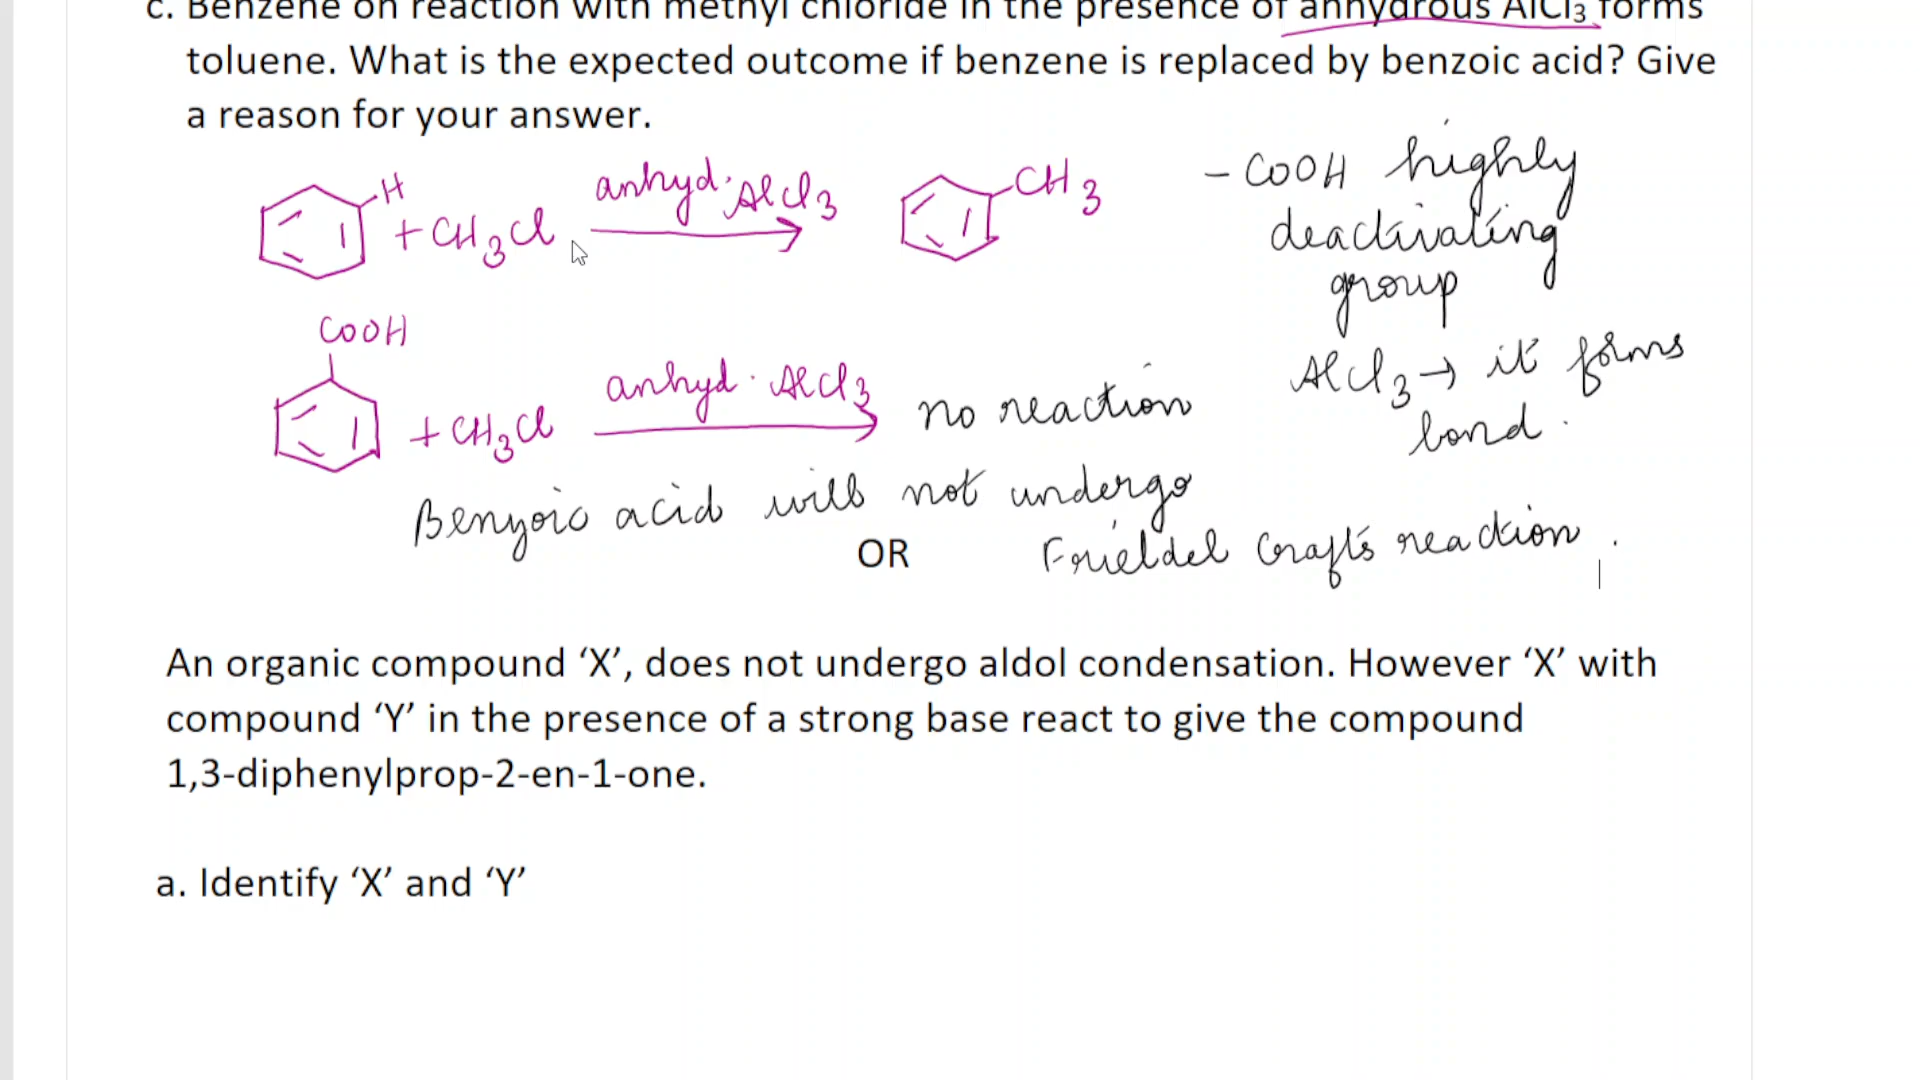 c. Benzene on reaction with methyl chloride in the presence of anhydrous AlCl₃ forms
toluene. What is the expected outcome if benzene is replaced by benzoic acid? Give
a reason for your answer.
H
+ CH₃Cl
anhyd. AlCl₃
CH₃
- COOH highly
deactivating
group
COOH
+ CH₃Cl
anhyd. AlCl₃
no reaction
AlCl₃ → it forms
bond.
Benzoic acid will not undergo
OR
Frieldel Crafts reaction.
An organic compound ‘X’, does not undergo aldol condensation. However ‘X’ with
compound ‘Y’ in the presence of a strong base react to give the compound
1,3-diphenylprop-2-en-1-one.
a. Identify ‘X’ and ‘Y’